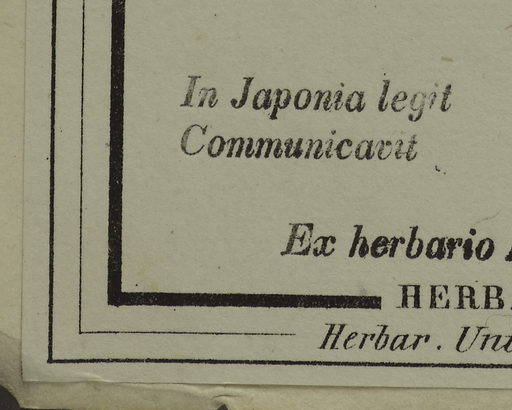 In Japonia legit
Communicavit
Ex herbario
HERB
Herbar. Uni